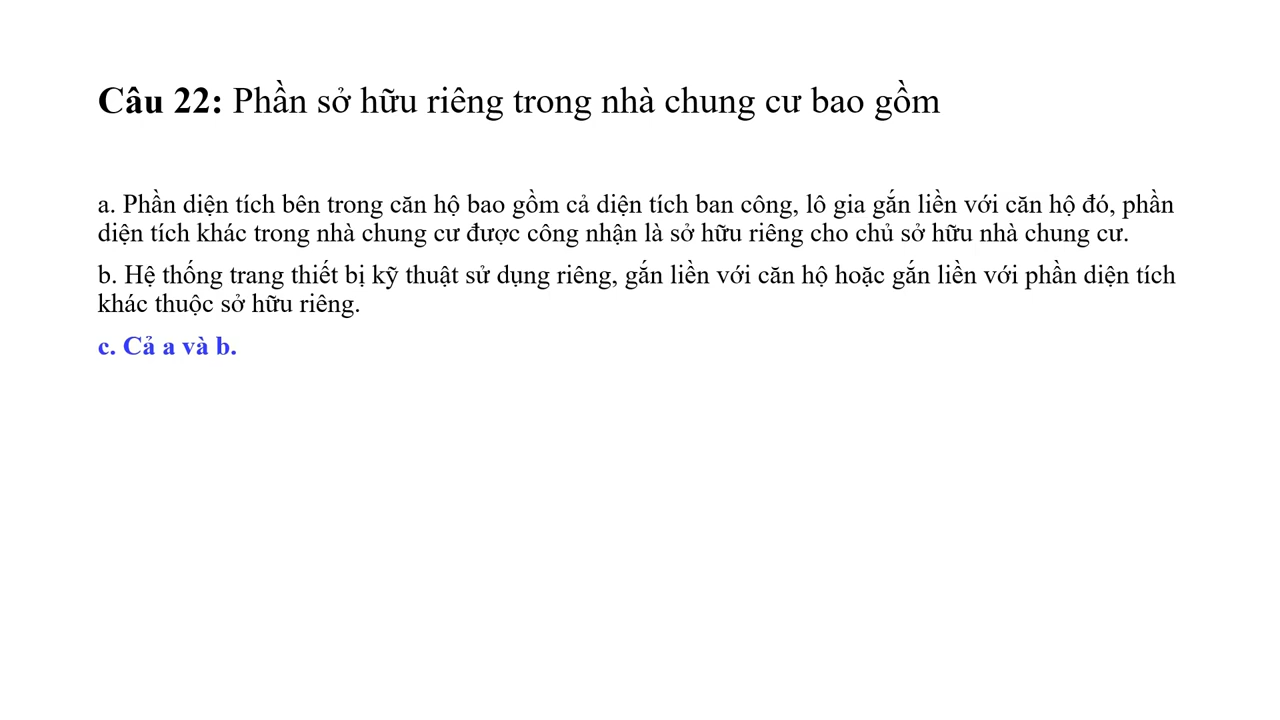 Câu 22: Phần sở hữu riêng trong nhà chung cư bao gồm
a. Phần diện tích bên trong căn hộ bao gồm cả diện tích ban công, lô gia gắn liền với căn hộ đó, phần
diện tích khác trong nhà chung cư được công nhận là sở hữu riêng cho chủ sở hữu nhà chung cư.
b. Hệ thống trang thiết bị kỹ thuật sử dụng riêng, gắn liền với căn hộ hoặc gắn liền với phần diện tích
khác thuộc sở hữu riêng.
c. Cả a và b.